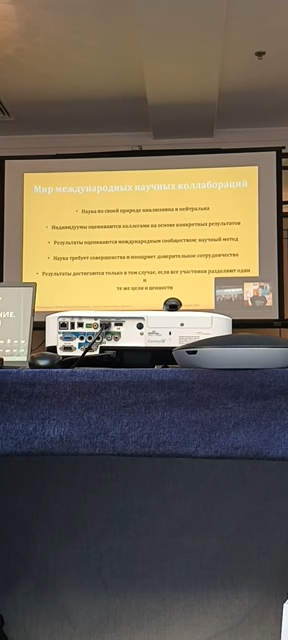 Мир международных научных коллабораций
• Наука по своей природе инклюзивна и нейтральна
• Индивидуумы оцениваются коллегами на основе конкретных результатов
• Результаты оцениваются международным сообществом; научный метод
• Наука требует совершенства и поощряет доверительное сотрудничество
• Результаты достигаются только в том случае, если все участники разделяют одни
и
те же цели и ценности
НИЕ.